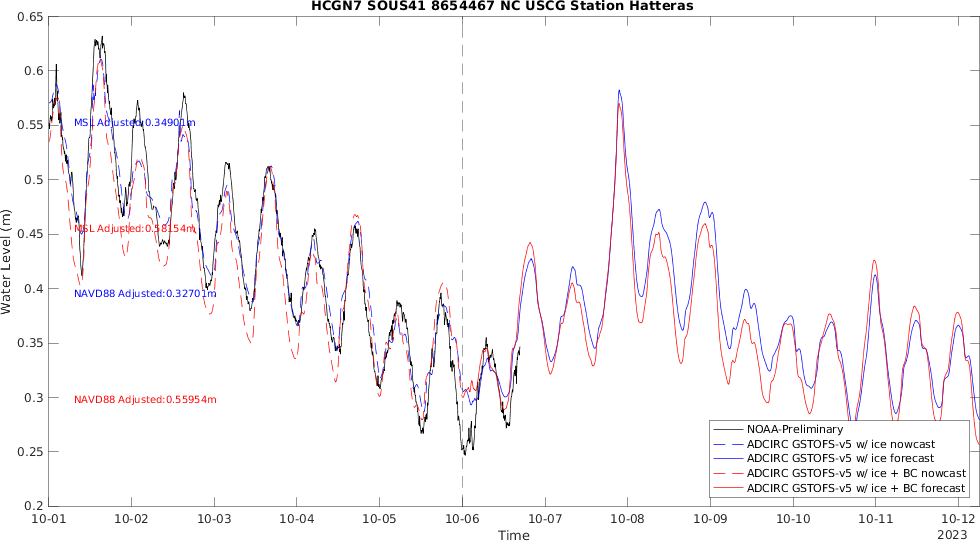 HCGN7 SOUS41 8654467 NC USCG Station Hatteras
0.65
0.6
0.55
0.5
0.45
0.4
0.35
0.3
0.25
0.2
Water Level (m)
MSL Adjusted:0.34901m
MSL Adjusted:0.58154m
NAVD88 Adjusted:0.32701m
NAVD88 Adjusted:0.55954m
NOAA-Preliminary
ADCIRC GSTOFS-v5 w/ ice nowcast
ADCIRC GSTOFS-v5 w/ ice forecast
ADCIRC GSTOFS-v5 w/ ice + BC nowcast
ADCIRC GSTOFS-v5 w/ ice + BC forecast
10-01 10-02 10-03 10-04 10-05 10-06 10-07 10-08 10-09 10-10 10-11 10-12
Time
2023